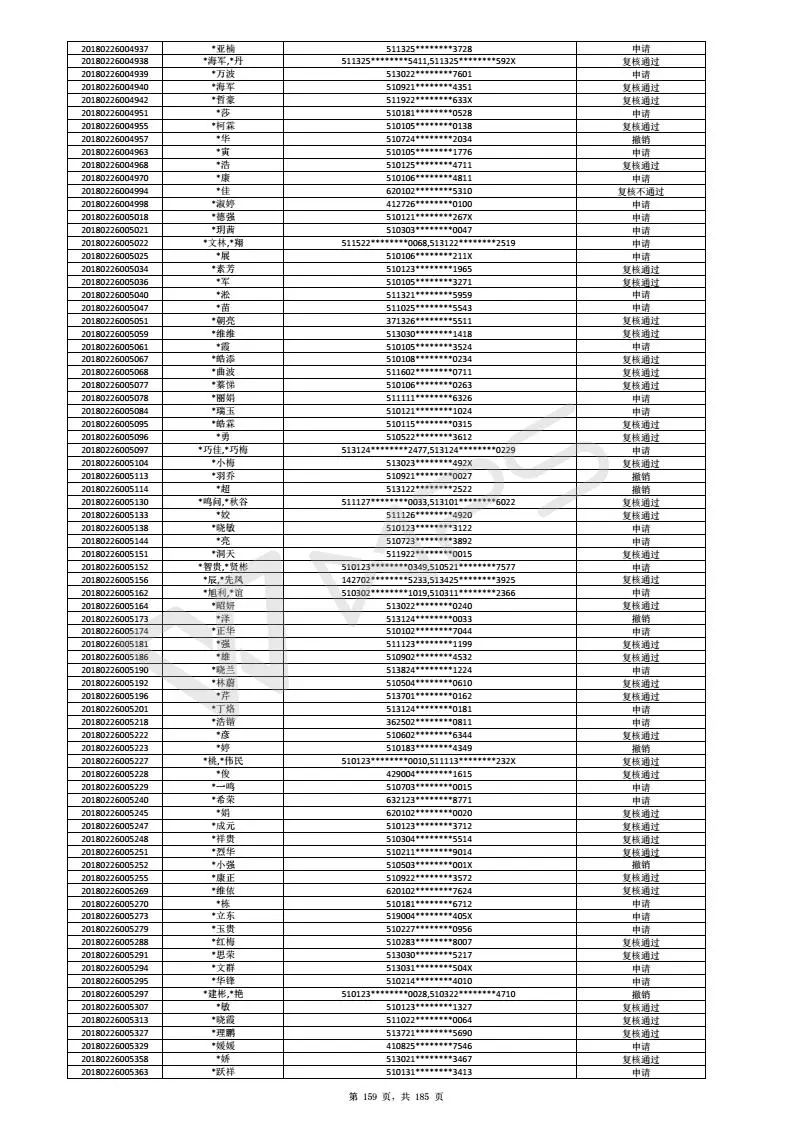 20180226004937 *亚楠 511325********3728 申请
20180226004938 *海军,*丹 511325********5411,511325********592X 复核通过
20180226004939 *万波 513022********7601 申请
20180226004940 *海军 510921********4351 复核通过
20180226004942 *哲豪 511922********633X 复核通过
20180226004951 *莎 510181********0528 申请
20180226004955 *柯霖 510105********0138 复核通过
20180226004957 *华 510724********2034 撤销
20180226004963 *寅 510105********1776 申请
20180226004968 *浩 510125********4711 复核通过
20180226004970 *康 510106********4811 申请
20180226004994 *佳 620102********5310 复核不通过
20180226004998 *淑婷 412726********0100 申请
20180226005018 *德强 510121********267X 申请
20180226005021 *玥茜 510303********0047 申请
20180226005022 *文林,*翔 511522********0068,513122********2519 申请
20180226005025 *展 510106********211X 申请
20180226005034 *素芳 510123********1965 复核通过
20180226005036 *军 510105********3271 复核通过
20180226005040 *淞 511321********5959 申请
20180226005047 *苗 511025********5543 申请
20180226005051 *朝亮 371326********5511 复核通过
20180226005059 *维维 513030********1418 复核通过
20180226005061 *霞 510105********3524 申请
20180226005067 *皓添 510108********0234 复核通过
20180226005068 *曲波 511602********0711 复核通过
20180226005077 *蓁悌 510106********0263 复核通过
20180226005078 *丽娟 511111********6326 申请
20180226005084 *瑞玉 510121********1024 申请
20180226005095 *皓霖 510115********0315 复核通过
20180226005096 *勇 510522********3612 复核通过
20180226005097 *巧佳,*巧梅 513124********2477,513124********0229 申请
20180226005104 *小梅 513023********492X 复核通过
20180226005113 *羽乔 510921********0027 撤销
20180226005114 *超 513122********2522 撤销
20180226005130 *鸣阔,*秋谷 511127********0033,513101********6022 复核通过
20180226005133 *姣 511126********4920 复核通过
20180226005138 *晓敏 510123********3122 申请
20180226005144 *亮 510723********3892 申请
20180226005151 *洞天 511922********0015 复核通过
20180226005152 *智贵,*贤彬 510123********0349,510521********7577 申请
20180226005156 *辰,*先凤 142702********5233,513425********3925 复核通过
20180226005162 *旭利,*谊 510302********1019,510311********2366 申请
20180226005164 *昭妍 513022********0240 复核通过
20180226005173 *泽 513124********0033 撤销
20180226005174 *正华 510102********7044 申请
20180226005181 *强 511123********1199 复核通过
20180226005186 *雄 510902********4532 复核通过
20180226005190 *晓兰 513824********1224 申请
20180226005192 *林蔚 510504********0610 复核通过
20180226005196 *芹 513701********0162 复核通过
20180226005201 *丁烙 513124********0181 申请
20180226005218 *浩锴 362502********0811 申请
20180226005222 *彦 510602********6344 复核通过
20180226005223 *婷 510183********4349 撤销
20180226005227 *桃,*伟民 510123********0010,511113********232X 复核通过
20180226005228 *俊 429004********1615 复核通过
20180226005229 *一鸣 510703********0015 申请
20180226005240 *希荣 632123********8771 申请
20180226005245 *娟 620102********0020 复核通过
20180226005247 *成元 510123********3712 复核通过
20180226005248 *祥贵 510304********5514 复核通过
20180226005251 *烈华 510211********9014 复核通过
20180226005252 *小强 510503********001X 撤销
20180226005255 *康正 510922********3572 复核通过
20180226005269 *维依 620102********7624 复核通过
20180226005270 *栋 510181********6712 申请
20180226005273 *立东 519004********405X 申请
20180226005279 *玉贵 510227********0956 申请
20180226005288 *红梅 510283********8007 复核通过
20180226005291 *思荣 513030********5217 复核通过
20180226005294 *文群 513031********504X 申请
20180226005295 *华锋 510214********4010 申请
20180226005297 *建彬,*艳 510123********0028,510322********4710 撤销
20180226005307 *敏 510123********1327 复核通过
20180226005313 *晓霞 511022********0064 复核通过
20180226005327 *理鹏 513721********5690 复核通过
20180226005329 *媛媛 410825********7546 申请
20180226005358 *娇 513021********3467 复核通过
20180226005363 *跃祥 510131********3413 申请
第 159 页, 共 185 页